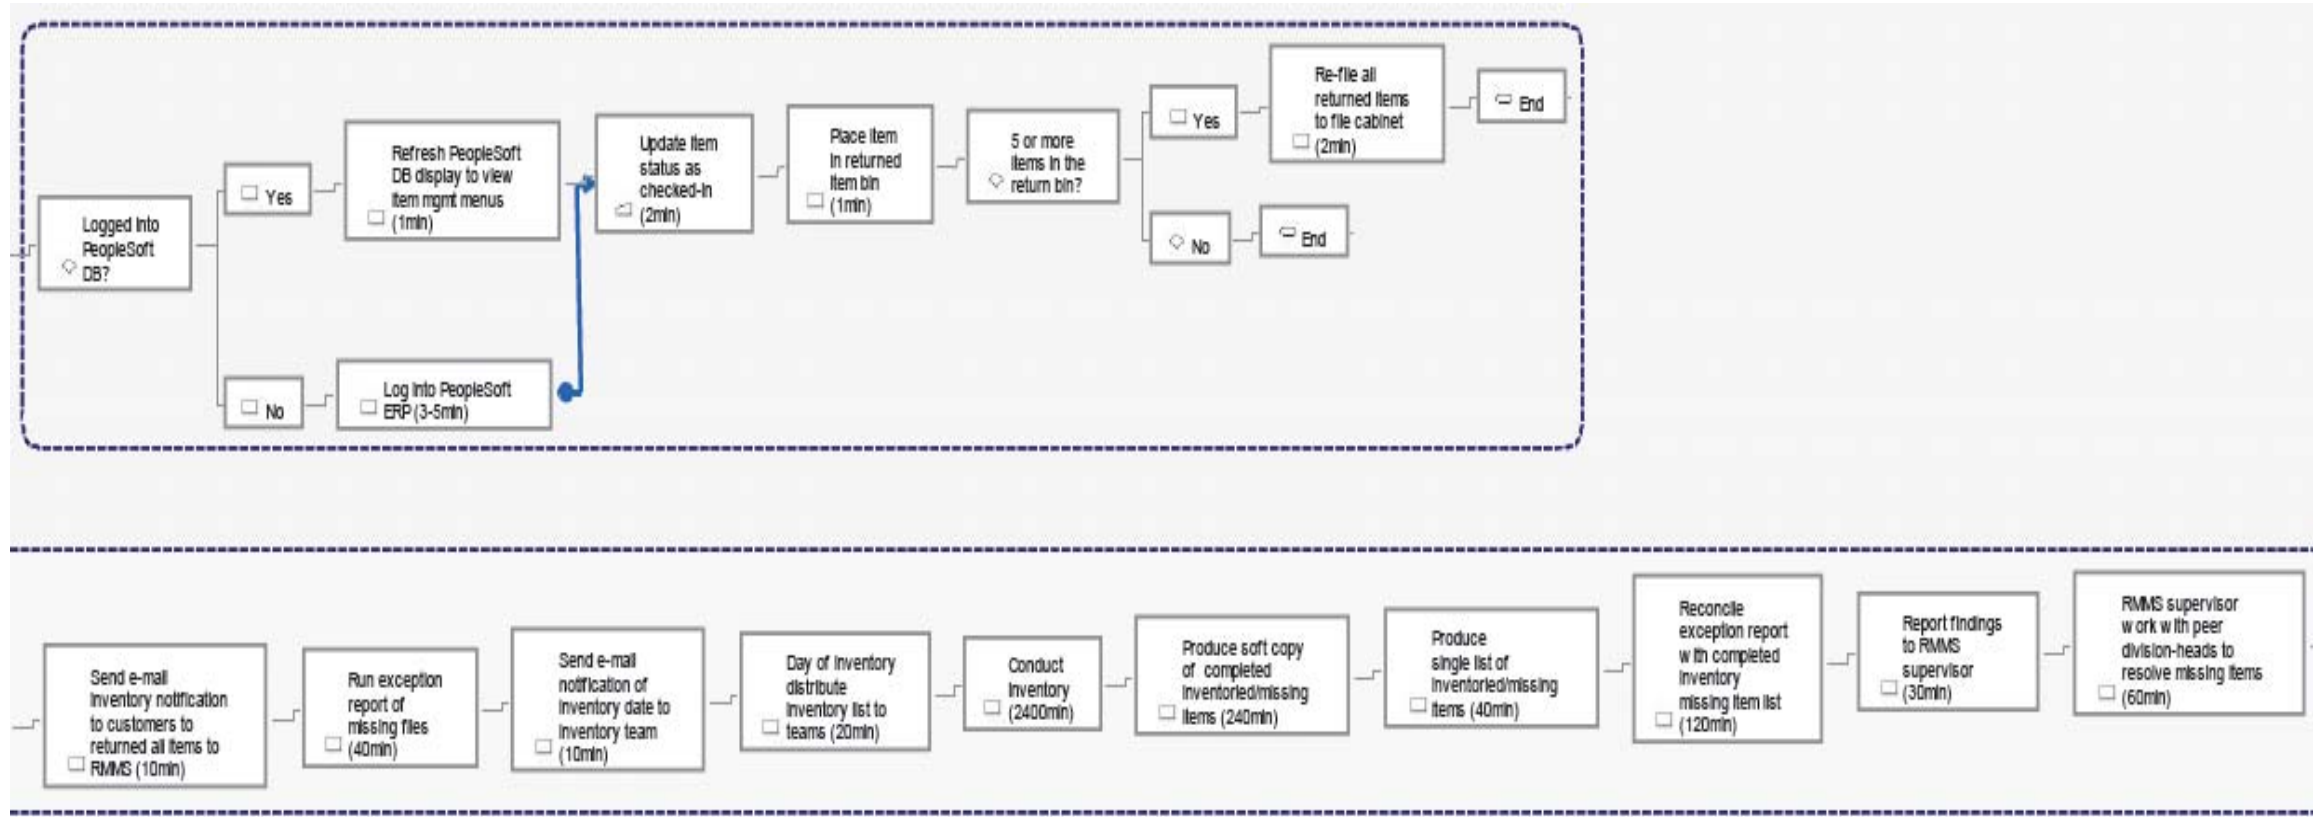 Logged into
PeopleSoft
DB?
Yes
Refresh PeopleSoft
DB display to view
item mgmt menus
(1min)
No
Log into PeopleSoft
ERP (3-5min)
Update item
status as
checked-in
(2min)
Place item
in returned
item bin
(1min)
5 or more
items in the
return bin?
Yes
Re-file all
returned items
to file cabinet
(2min)
End
No
End
Send e-mail
inventory notification
to customers to
returned all items to
RMMS (10min)
Run exception
report of
missing files
(40min)
Send e-mail
notification of
inventory date to
inventory team
(10min)
Day of inventory
distribute
inventory list to
teams (20min)
Conduct
inventory
(2400min)
Produce soft copy
of completed
inventoried/missing
items (240min)
Produce
single list of
inventoried/missing
items (40min)
Reconcile
exception report
with completed
inventory
missing item list
(120min)
Report findings
to RMMS
supervisor
(30min)
RMMS supervisor
work with peer
division-heads to
resolve missing items
(60min)